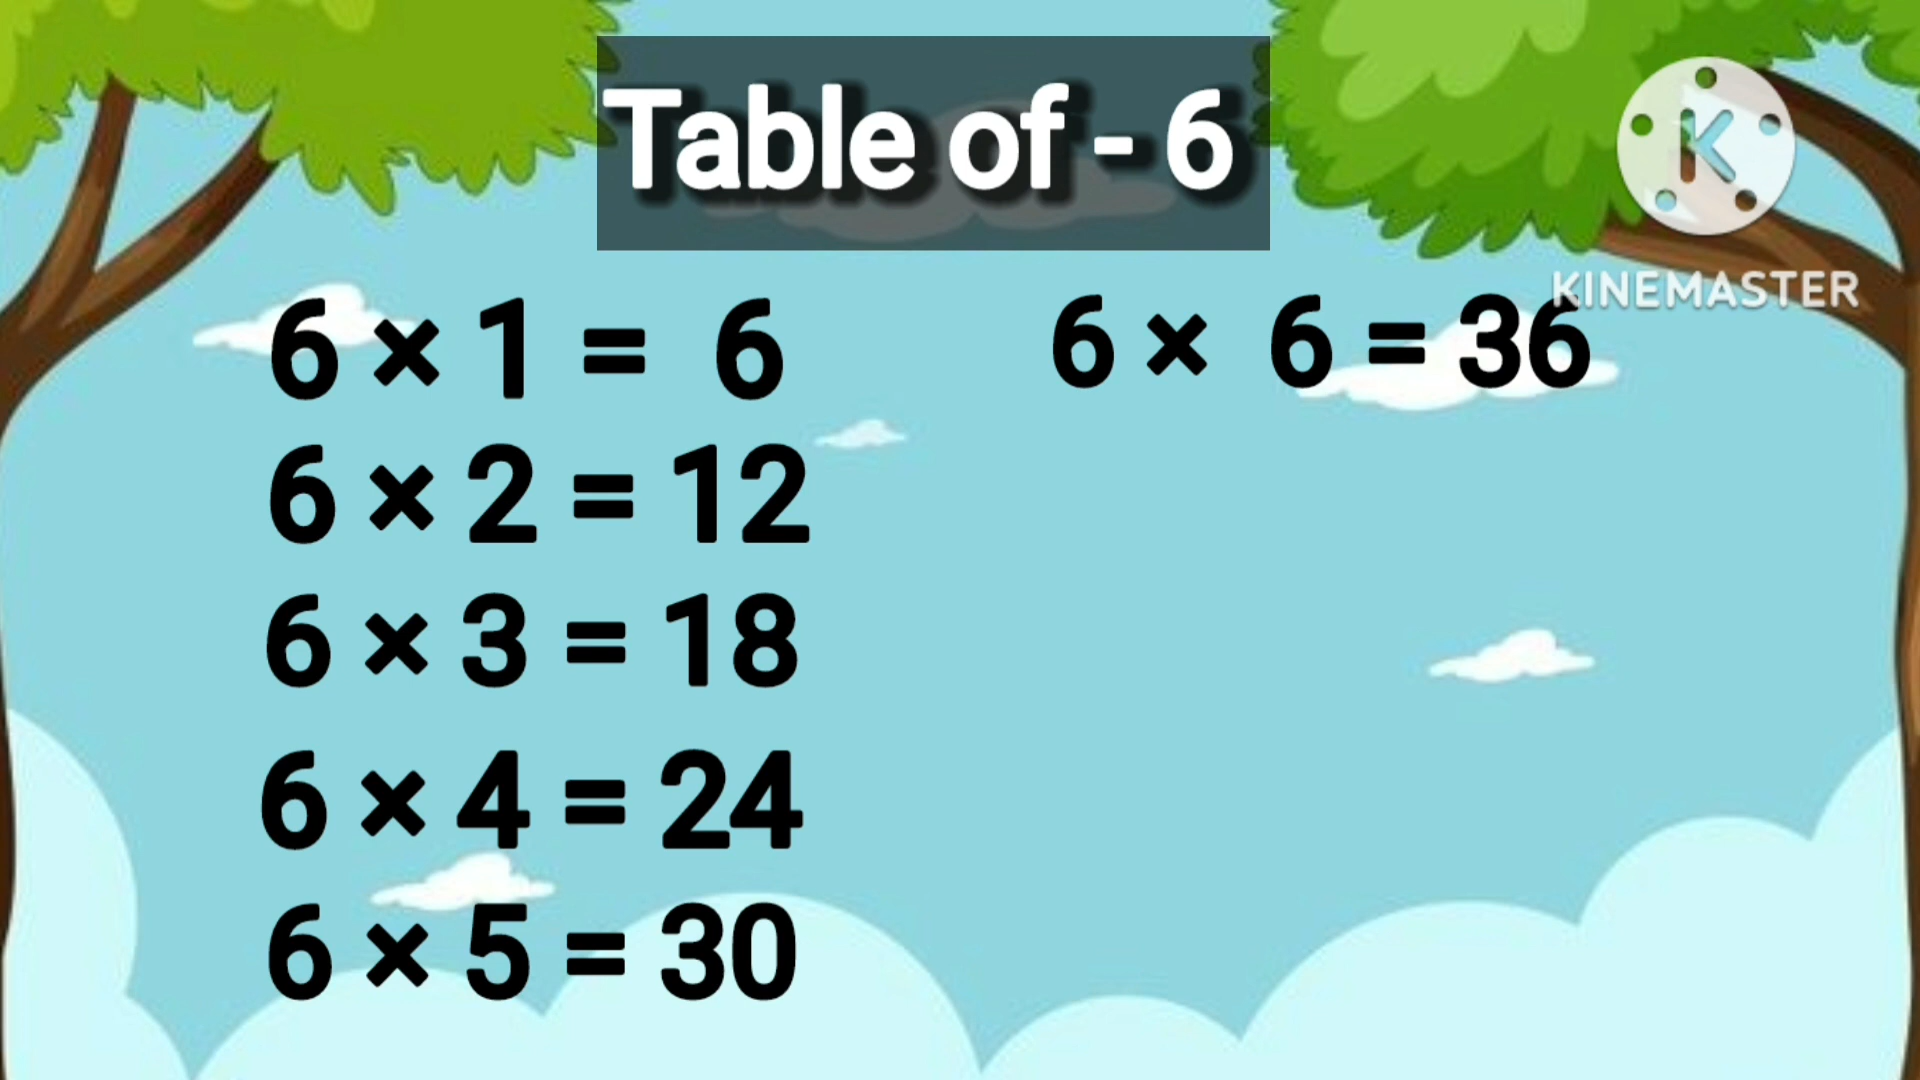 Table of - 6
6 × 1 = 6
6 × 2 = 12
6 × 3 = 18
6 × 4 = 24
6 × 5 = 30
6 × 6 = 36
K
KINEMASTER